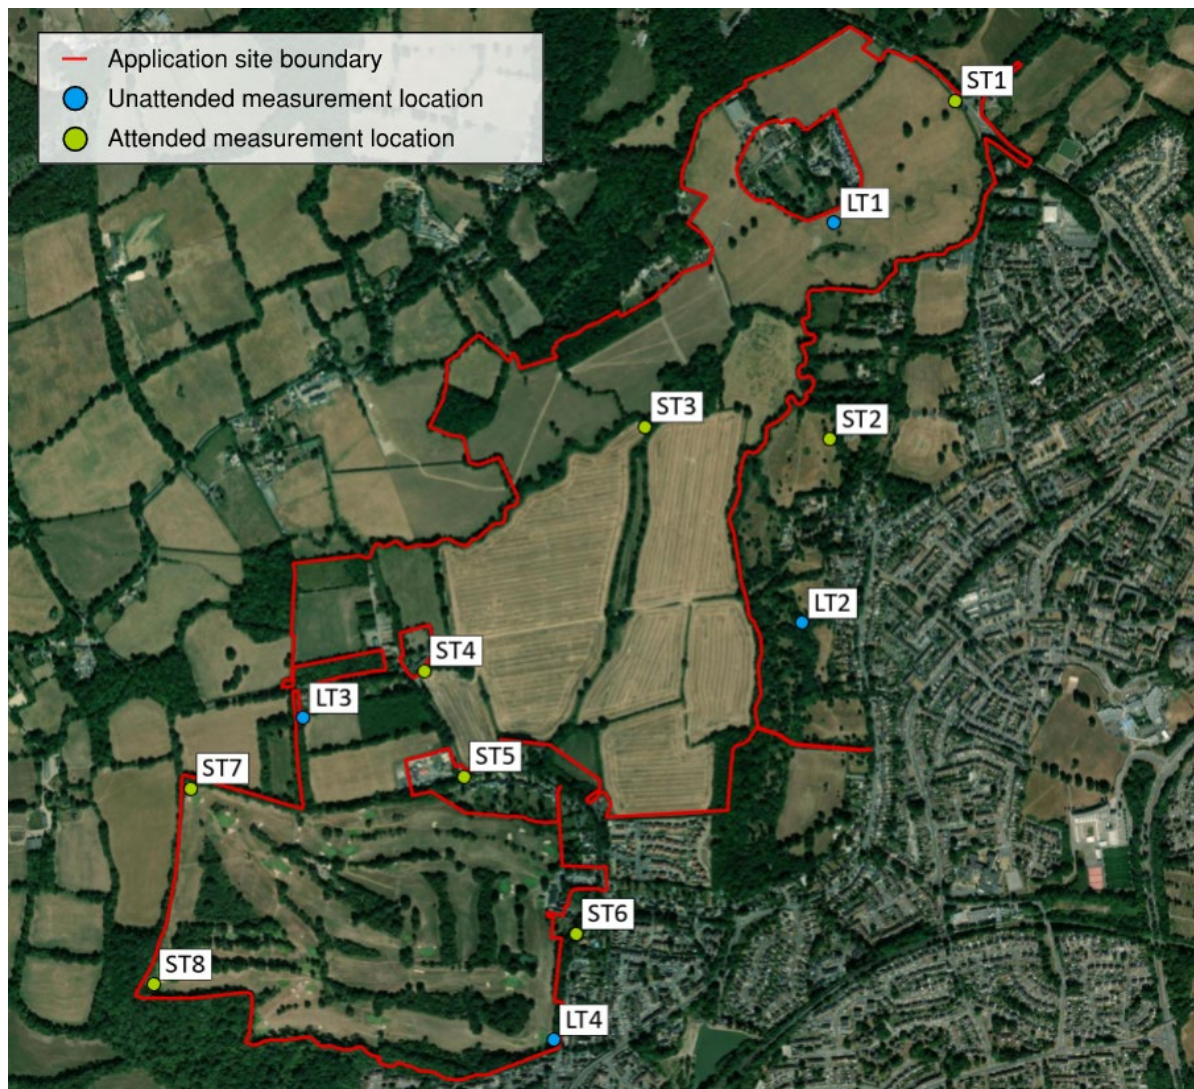 Application site boundary
Unattended measurement location
Attended measurement location
ST1
LT1
ST3
ST2
LT2
ST4
LT3
ST5
ST7
ST6
ST8
LT4